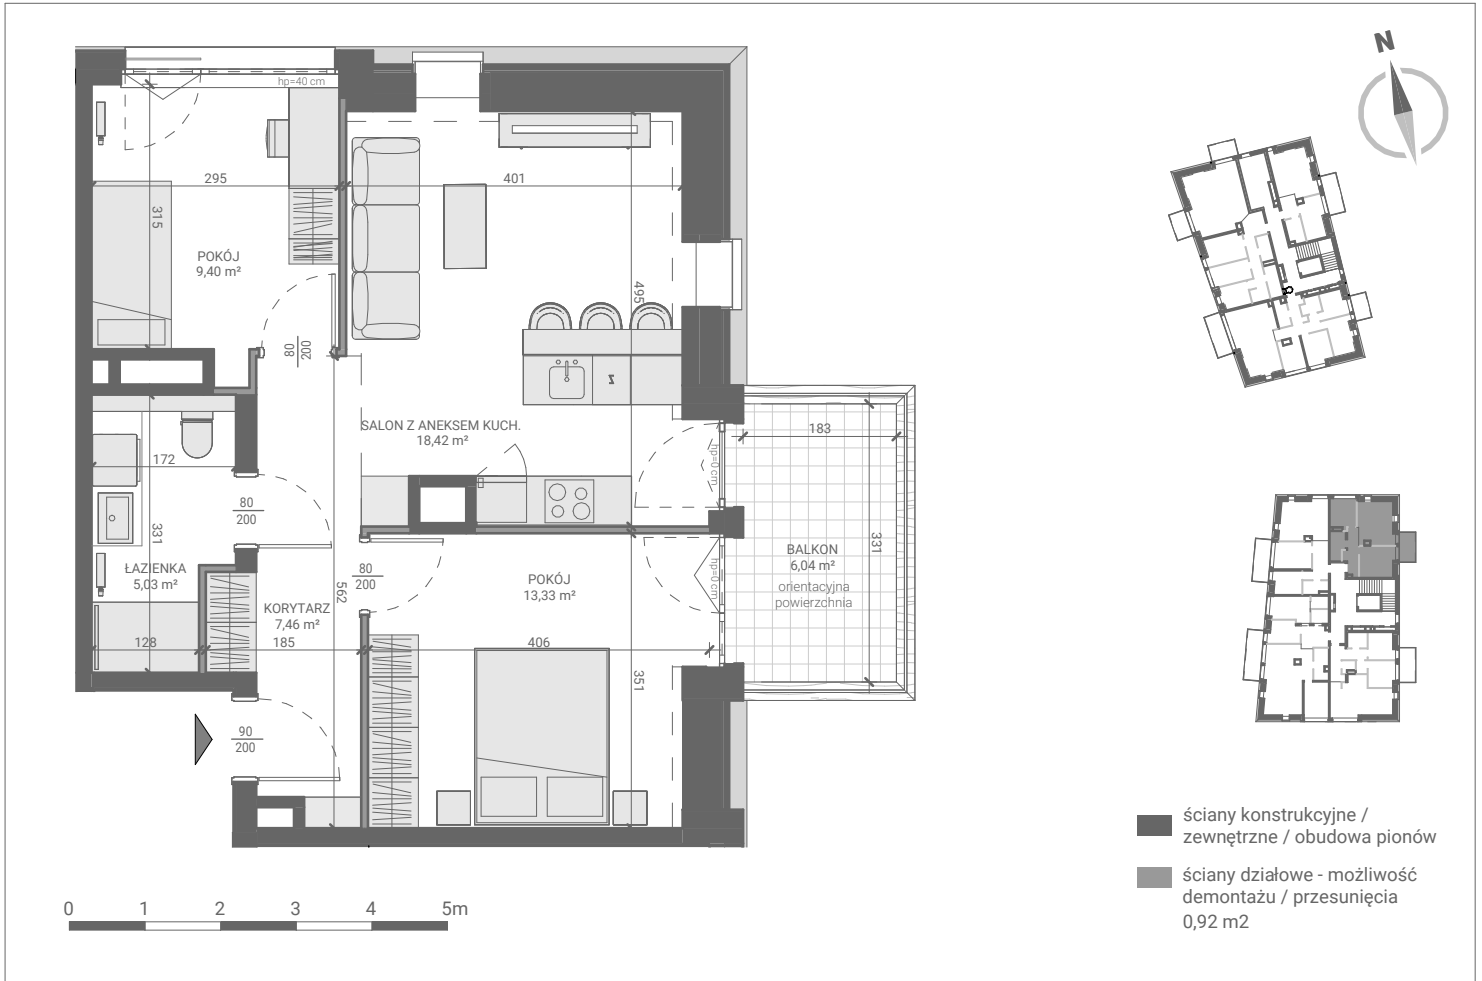 N
hp=40 cm
295
401
315
POKÓJ
9,40 m²
495
80
200
SALON Z ANEKSEM KUCH.
18,42 m²
183
hp=0 cm
172
80
200
331
ŁAZIENKA
5,03 m²
80
200
562
POKÓJ
13,33 m²
hp=0 cm
BALKON
6,04 m²
orientacyjna
powierzchnia
331
KORYTARZ
7,46 m²
128
185
406
351
90
200
ściany konstrukcyjne /
zewnętrzne / obudowa pionów
ściany działowe - możliwość
demontażu / przesunięcia
0,92 m2
0 1 2 3 4 5m